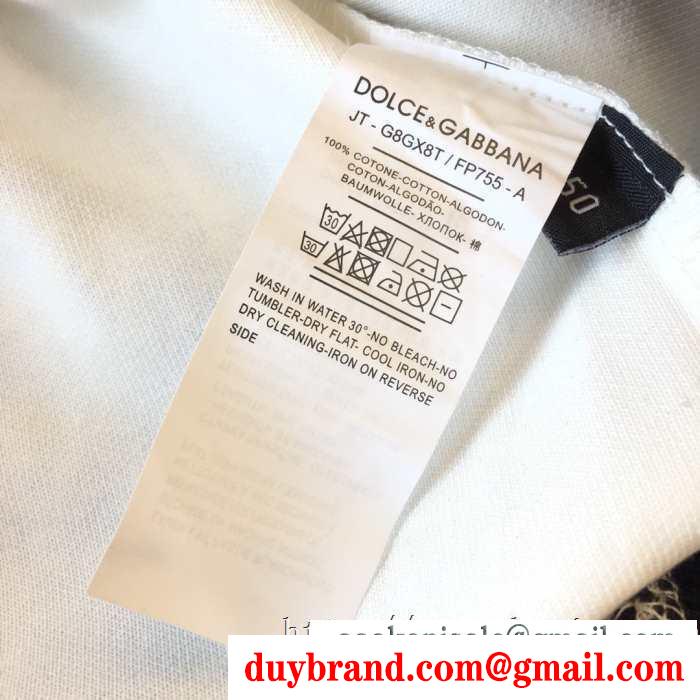 DOLCE&GABBANA
JT - G8GX8T / FP755 - A
100% COTONE-COTTON-ALGODON-
COTON-ALGODÃO-
BAUMWOLLE- ХЛОПОК- 棉
30
30
WASH IN WATER 30°-NO BLEACH-NO
TUMBLER-DRY FLAT- COOL IRON-NO
DRY CLEANING-IRON ON REVERSE
SIDE
50
duybrand.com@gmail.com